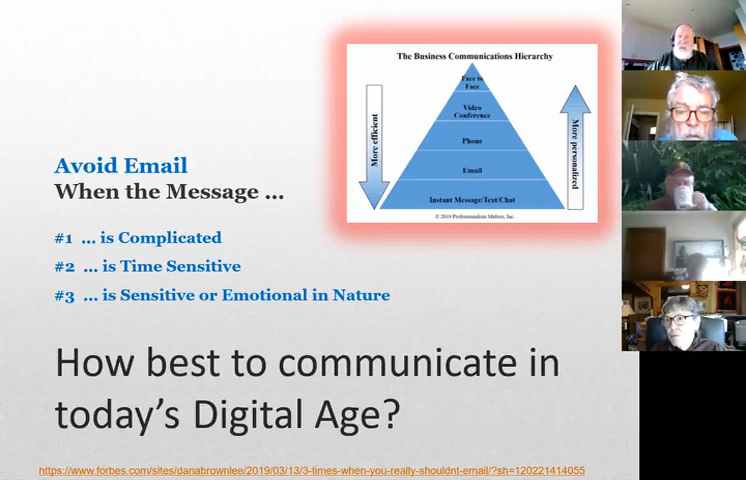 The Business Communications Hierarchy
Face to
Face
Video
Conference
Phone
Email
Instant Message/Text/Chat
More efficient
More personalized
© 2019 Professionalism Matters, Inc.
Avoid Email
When the Message ...
#1 ... is Complicated
#2 ... is Time Sensitive
#3 ... is Sensitive or Emotional in Nature
How best to communicate in
today's Digital Age?
https://www.forbes.com/sites/danabrownlee/2019/03/13/3-times-when-you-really-shouldnt-email/?sh=120221414055